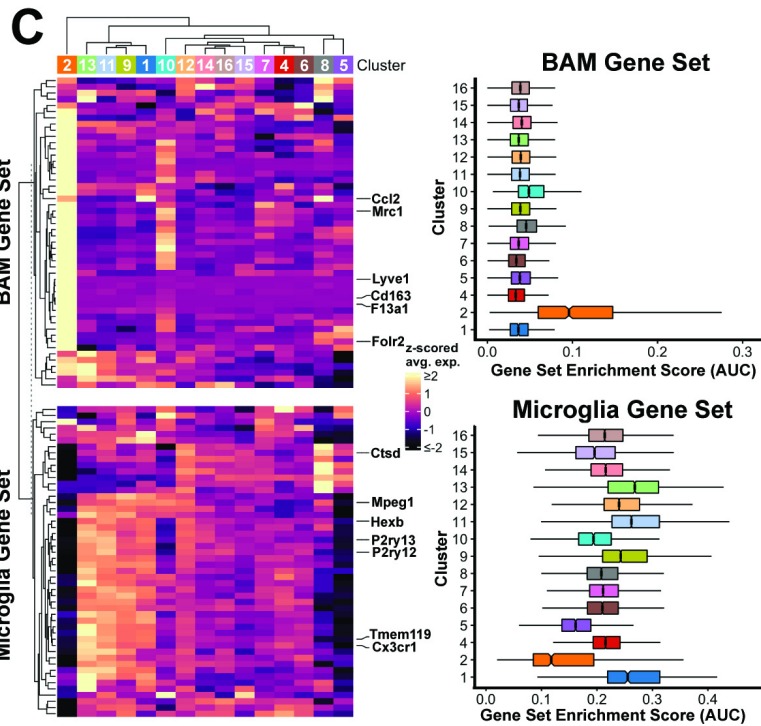 C
2 13 11 9 1 10 12 14 16 15 7 4 6 8 5 Cluster
BAM Gene Set
Ccl2
Mrc1
Lyve1
Cd163
F13a1
Folr2
z-scored
avg. exp.
≥2
1
0
-1
≤-2
Microglia Gene Set
Ctsd
Mpeg1
Hexb
P2ry13
P2ry12
Tmem119
Cx3cr1
BAM Gene Set
Cluster
16
15
14
13
12
11
10
9
8
7
6
5
4
2
1
0.0 0.1 0.2 0.3
Gene Set Enrichment Score (AUC)
Microglia Gene Set
Cluster
16
15
14
13
12
11
10
9
8
7
6
5
4
2
1
0.0 0.1 0.2 0.3 0.4
Gene Set Enrichment Score (AUC)